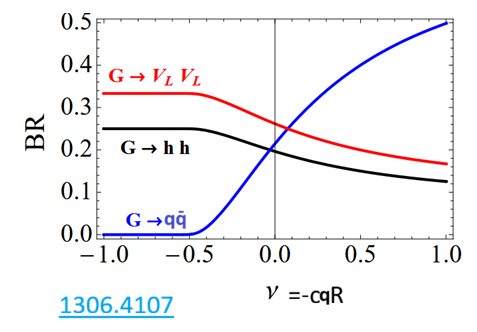 0.5
0.4
0.3
0.2
0.1
0.0
BR
G → V_L V_L
G → h h
G → qq̄
−1.0 −0.5 0.0 0.5 1.0
ν =-cqR
1306.4107